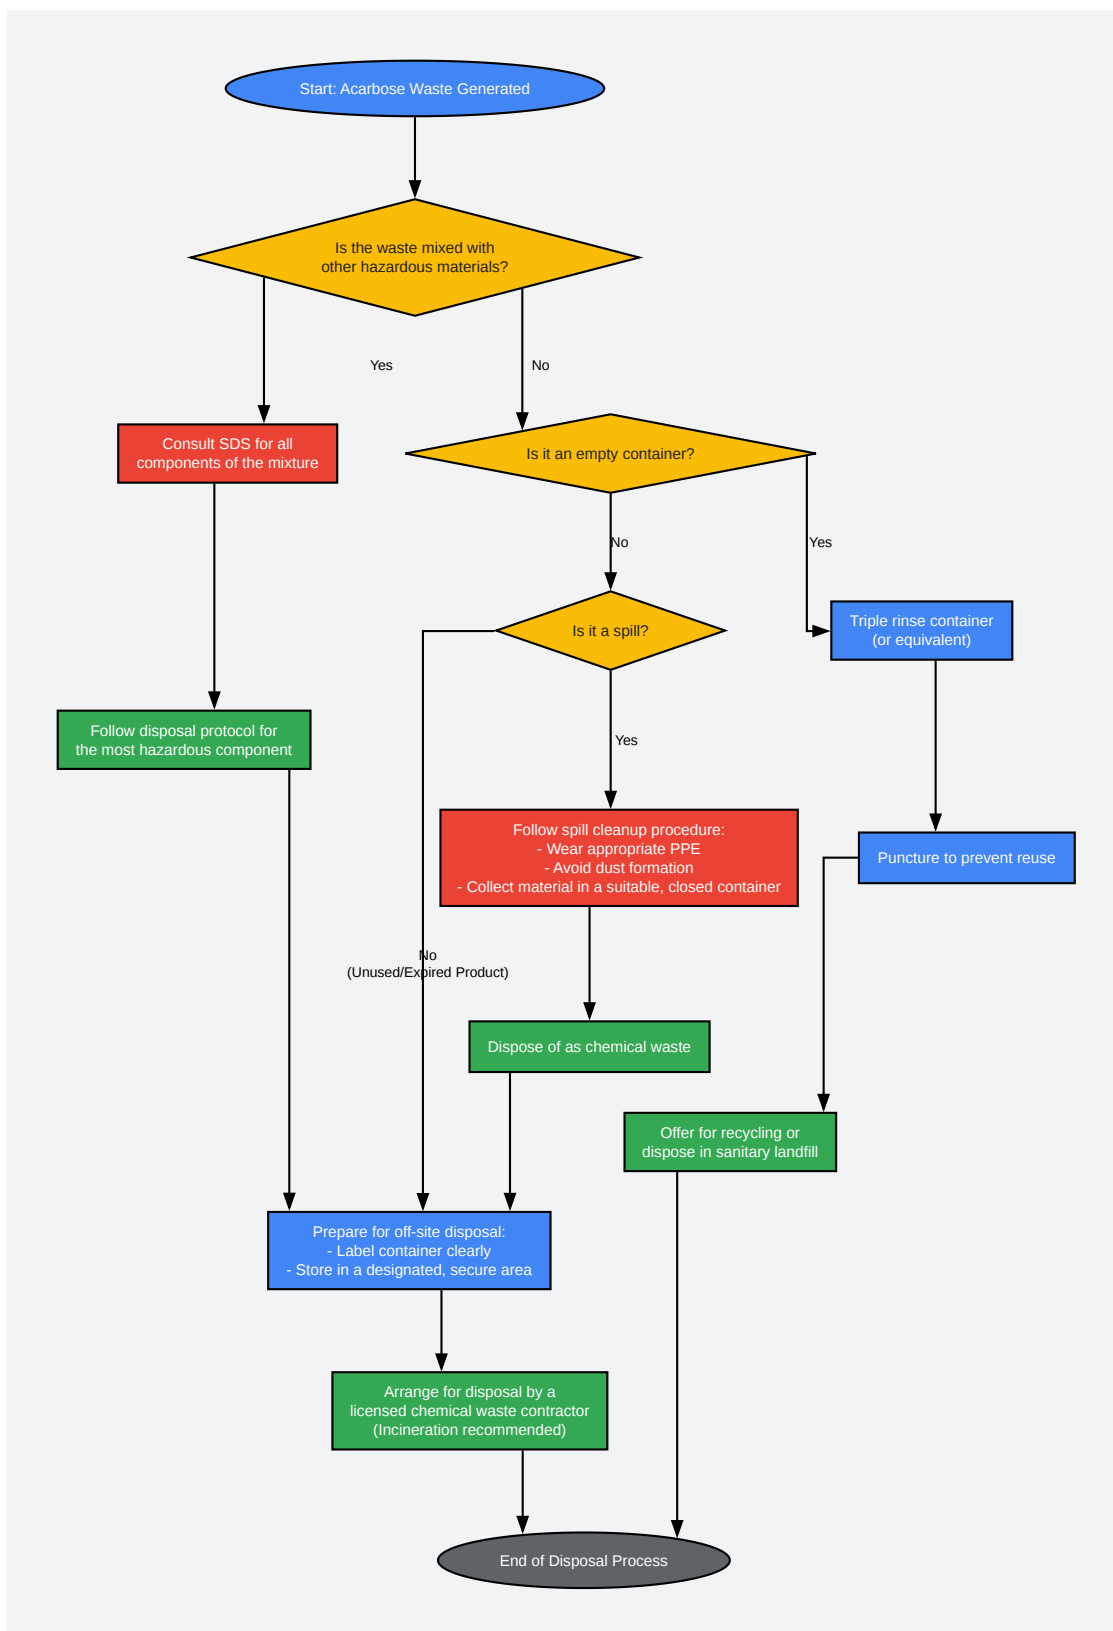 Start: Acarbose Waste Generated
Is the waste mixed with
other hazardous materials?
Yes
No
Consult SDS for all
components of the mixture
Is it an empty container?
No
Yes
Is it a spill?
Triple rinse container
(or equivalent)
Follow disposal protocol for
the most hazardous component
Yes
Follow spill cleanup procedure:
- Wear appropriate PPE
- Avoid dust formation
- Collect material in a suitable, closed container
Puncture to prevent reuse
No
(Unused/Expired Product)
Dispose of as chemical waste
Offer for recycling or
dispose in sanitary landfill
Prepare for off-site disposal:
- Label container clearly
- Store in a designated, secure area
Arrange for disposal by a
licensed chemical waste contractor
(Incineration recommended)
End of Disposal Process